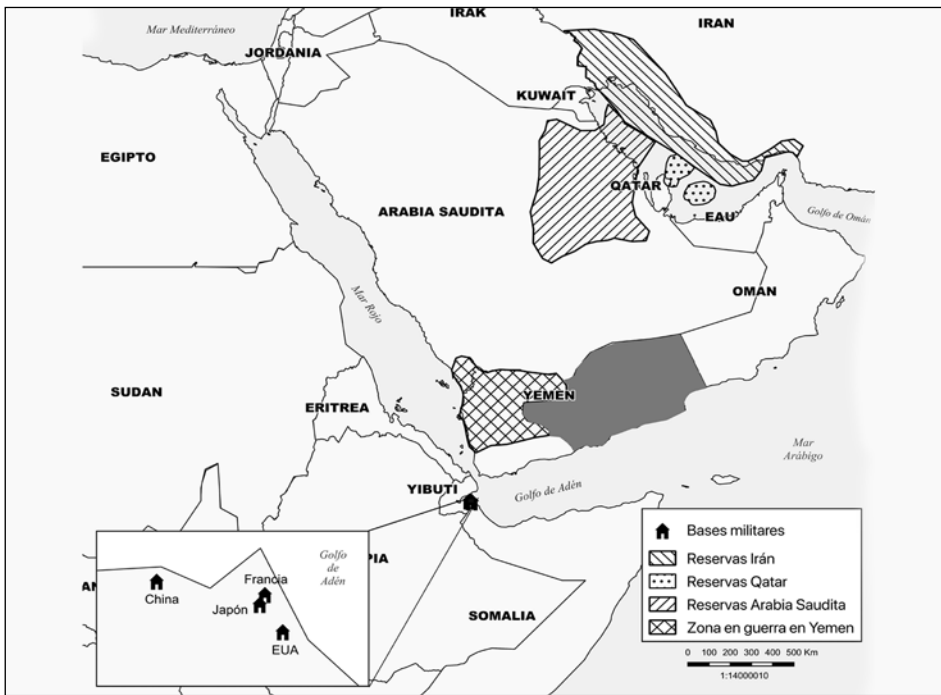 IRAK
IRAN
Mar Mediterráneo
JORDANIA
KUWAIT
EGIPTO
QATAR
ARABIA SAUDITA
EAU
Golfo de Omán
OMAN
Mar Rojo
SUDAN
YEMEN
ERITREA
Mar
Arábigo
YIBUTI
Golfo de Adén
PIA
SOMALIA
AN
Golfo
de
Adén
China
Francia
Japón
EUA
Bases militares
Reservas Irán
Reservas Qatar
Reservas Arabia Saudita
Zona en guerra en Yemen
0 100 200 300 400 500 Km
1:14000010